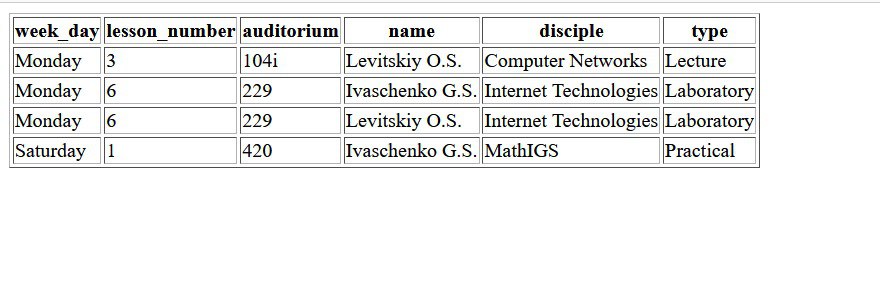 week_day lesson_number auditorium name disciple type
Monday 3 104i Levitskiy O.S. Computer Networks Lecture
Monday 6 229 Ivaschenko G.S. Internet Technologies Laboratory
Monday 6 229 Levitskiy O.S. Internet Technologies Laboratory
Saturday 1 420 Ivaschenko G.S. MathIGS Practical